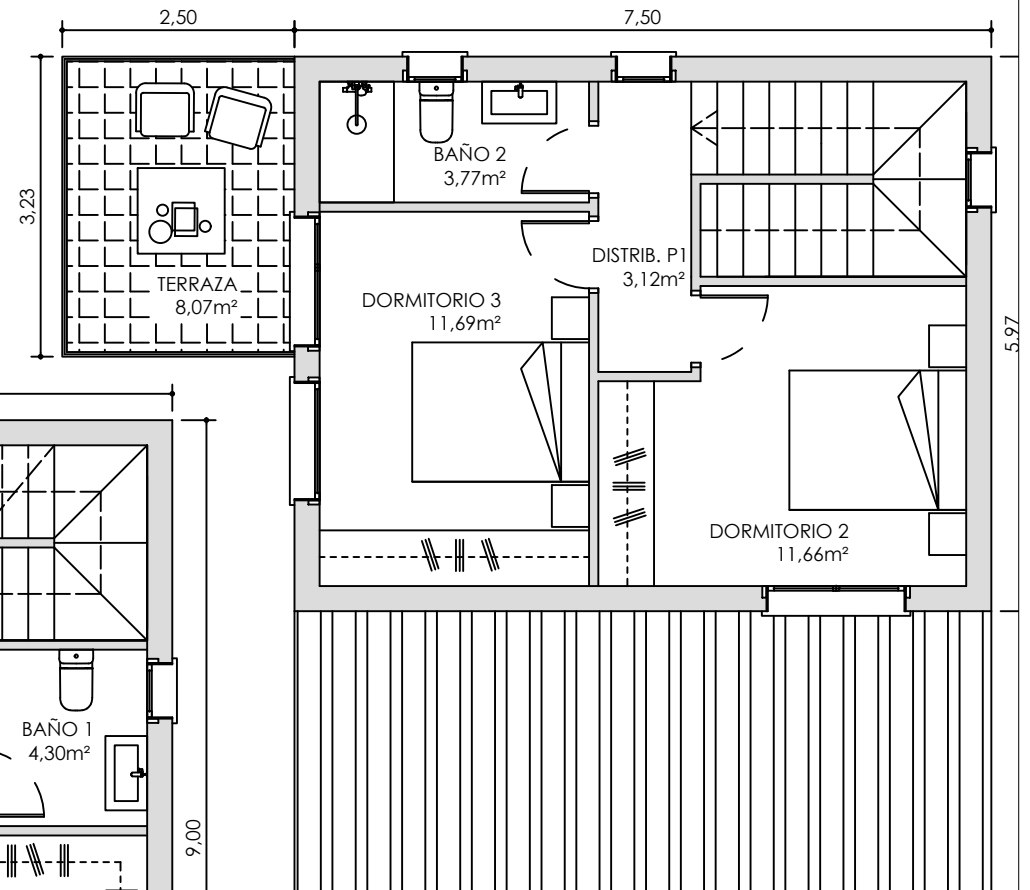 2,50
7,50
3,23
BAÑO 2
3,77m²
DISTRIB. P1
3,12m²
TERRAZA
8,07m²
DORMITORIO 3
11,69m²
5,97
DORMITORIO 2
11,66m²
BAÑO 1
4,30m²
9,00